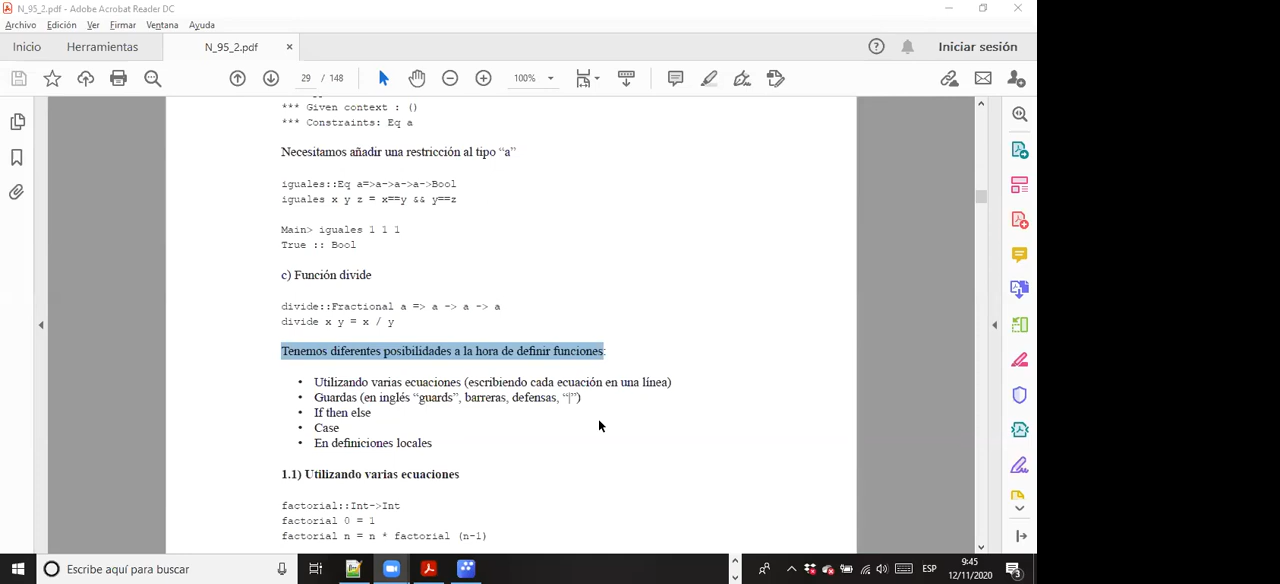 N_95_2.pdf - Adobe Acrobat Reader DC
Archivo Edición Ver Firmar Ventana Ayuda
Inicio Herramientas N_95_2.pdf × Iniciar sesión
29 / 148 100%
*** Given context : ()
*** Constraints: Eq a
Necesitamos añadir una restricción al tipo “a”
iguales::Eq a=>a->a->a->Bool
iguales x y z = x==y && y==z
Main> iguales 1 1 1
True :: Bool
c) Función divide
divide::Fractional a => a -> a -> a
divide x y = x / y
Tenemos diferentes posibilidades a la hora de definir funciones:
• Utilizando varias ecuaciones (escribiendo cada ecuación en una línea)
• Guardas (en inglés “guards”, barreras, defensas, “|”)
• If then else
• Case
• En definiciones locales
1.1) Utilizando varias ecuaciones
factorial::Int->Int
factorial 0 = 1
factorial n = n * factorial (n-1)
Escribe aquí para buscar
ESP
9:45
12/11/2020
3